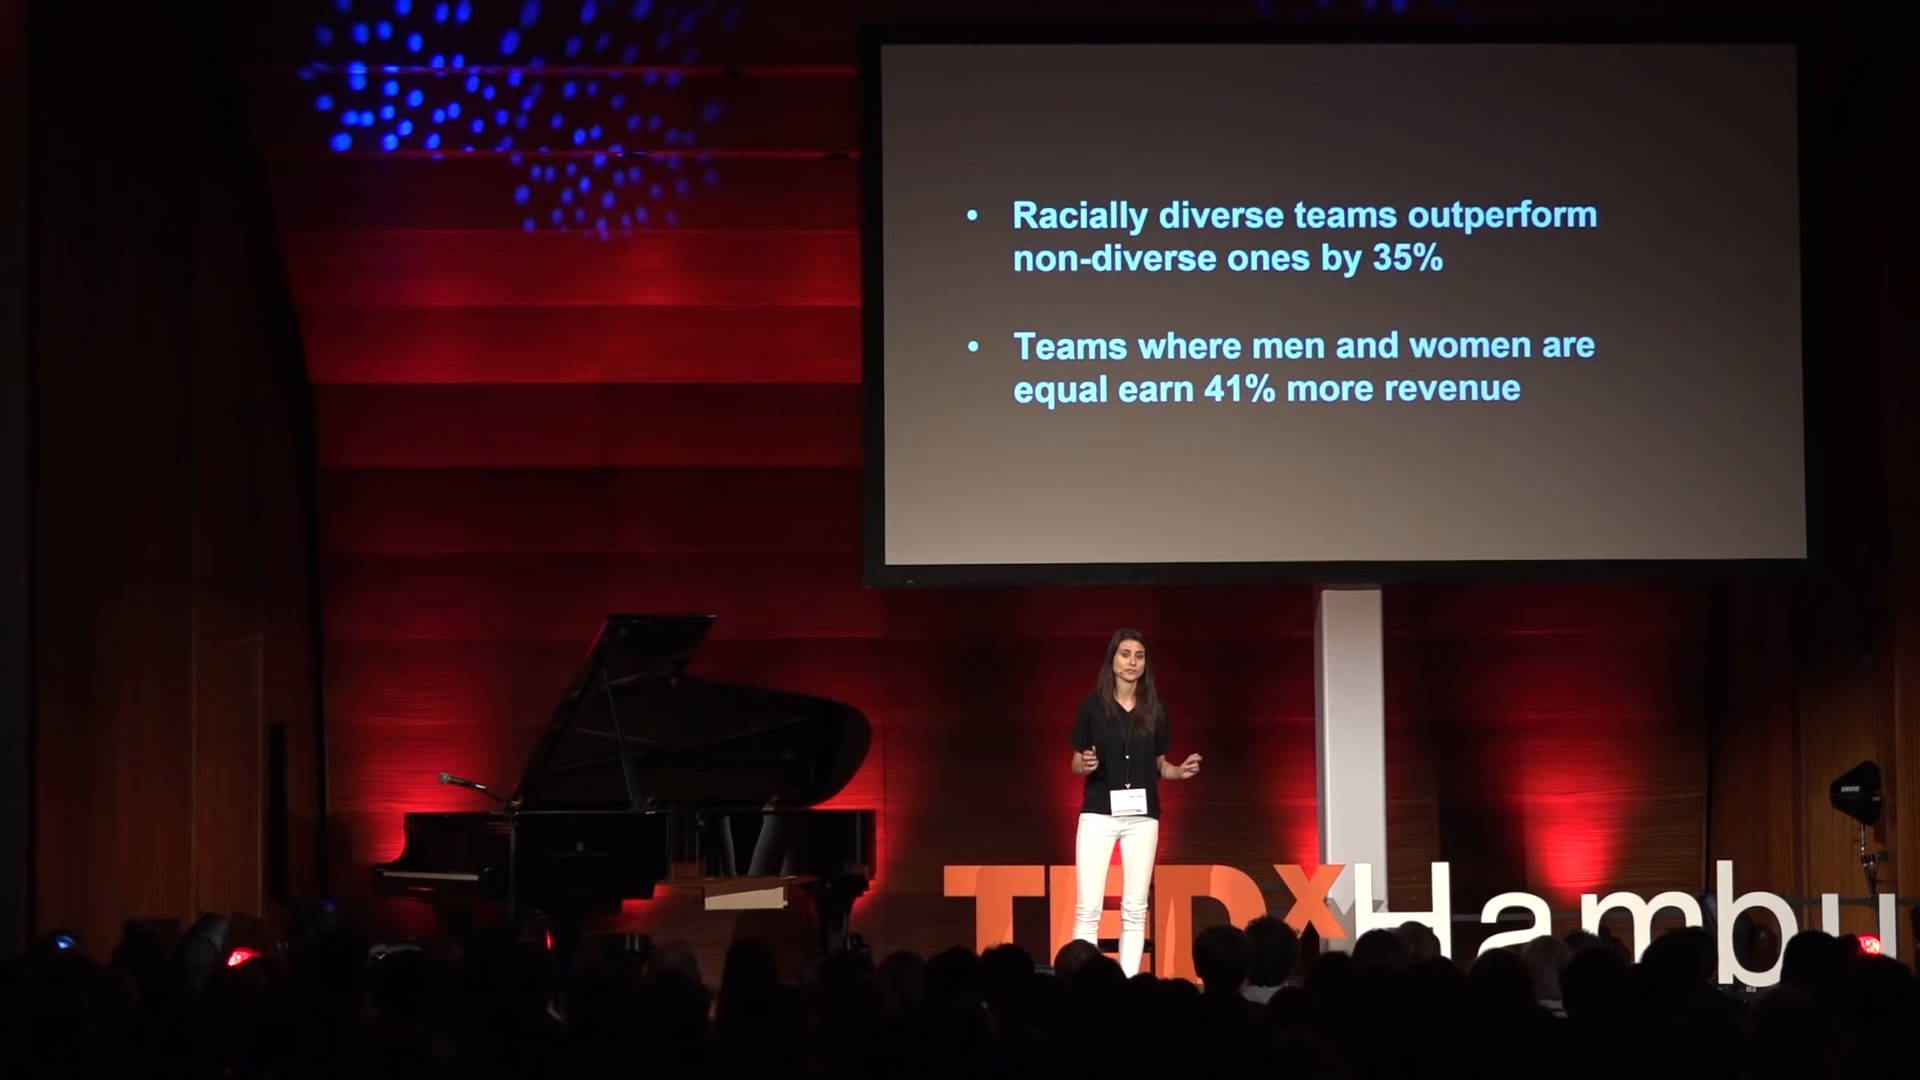 • Racially diverse teams outperform
non-diverse ones by 35%
• Teams where men and women are
equal earn 41% more revenue
TEDxHambu